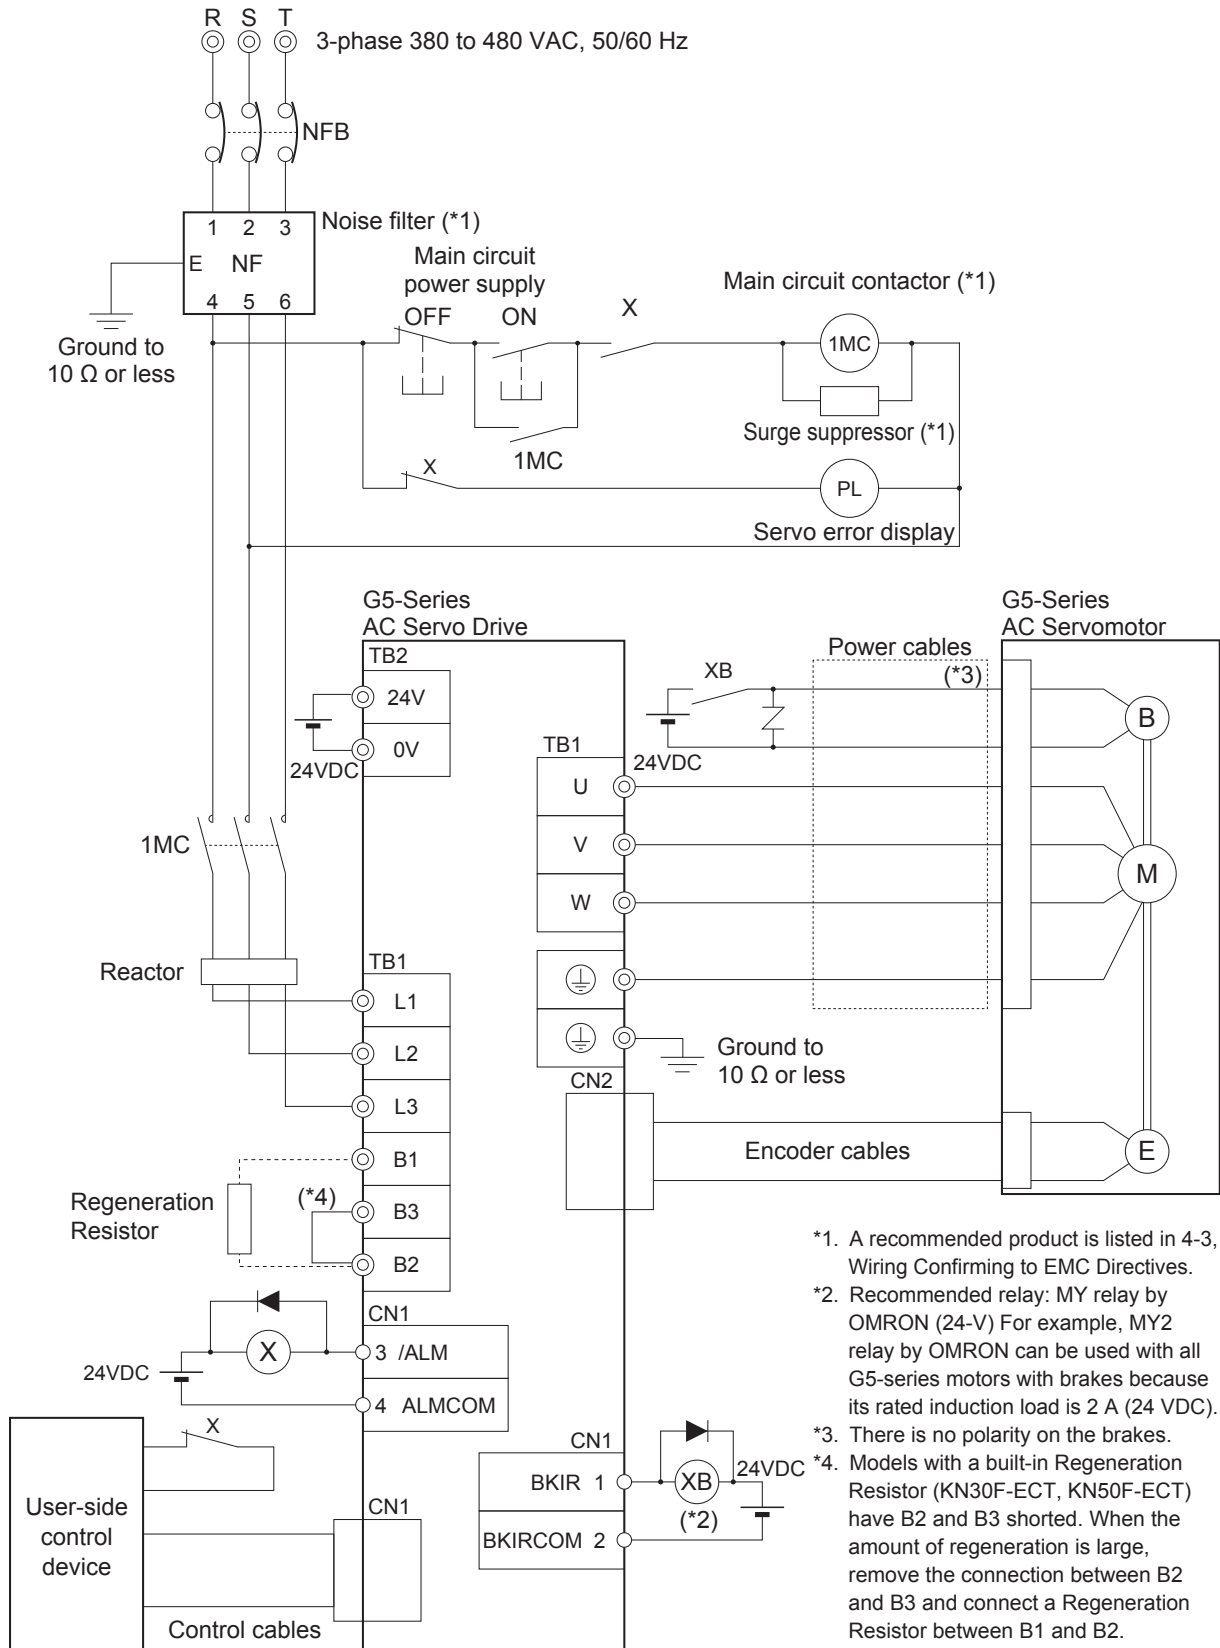 R S T
3-phase 380 to 480 VAC, 50/60 Hz
NFB
1 2 3
Noise filter (*1)
E NF
4 5 6
Ground to
10 Ω or less
Main circuit
power supply
OFF ON X
Main circuit contactor (*1)
1MC
Surge suppressor (*1)
1MC
X
PL
Servo error display
G5-Series
AC Servo Drive
G5-Series
AC Servomotor
TB2
24V
0V
24VDC
XB
24VDC
Power cables
(*3)
B
TB1
U
V
W
M
1MC
Reactor
TB1
L1
L2
L3
Ground to
10 Ω or less
CN2
Encoder cables
E
B1
B3
B2
(*4)
Regeneration
Resistor
CN1
X
24VDC
3 /ALM
4 ALMCOM
X
User-side
control
device
CN1
Control cables
CN1
BKIR 1
BKIRCOM 2
XB
(*2)
24VDC
*1. A recommended product is listed in 4-3,
Wiring Confirming to EMC Directives.
*2. Recommended relay: MY relay by
OMRON (24-V) For example, MY2
relay by OMRON can be used with all
G5-series motors with brakes because
its rated induction load is 2 A (24 VDC).
*3. There is no polarity on the brakes.
*4. Models with a built-in Regeneration
Resistor (KN30F-ECT, KN50F-ECT)
have B2 and B3 shorted. When the
amount of regeneration is large,
remove the connection between B2
and B3 and connect a Regeneration
Resistor between B1 and B2.